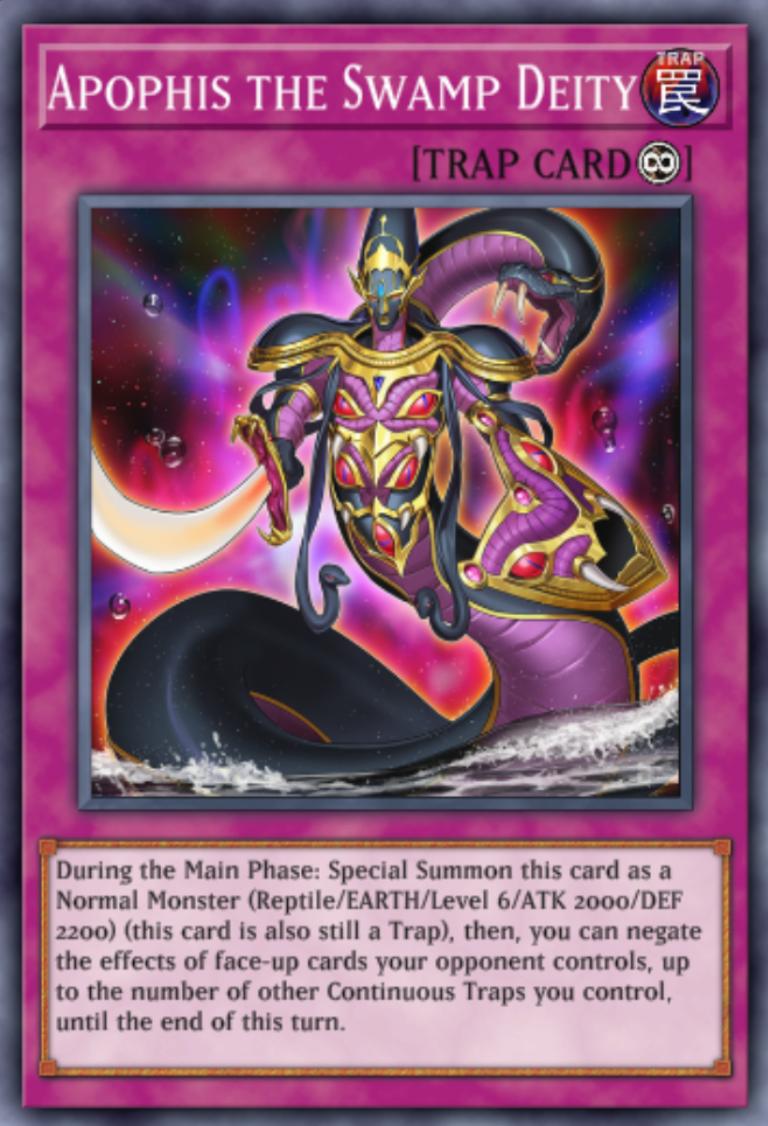 APOPHIS THE SWAMP DEITY
TRAP
罠
[TRAP CARD ]
During the Main Phase: Special Summon this card as a
Normal Monster (Reptile/EARTH/Level 6/ATK 2000/DEF
2200) (this card is also still a Trap), then, you can negate
the effects of face-up cards your opponent controls, up
to the number of other Continuous Traps you control,
until the end of this turn.